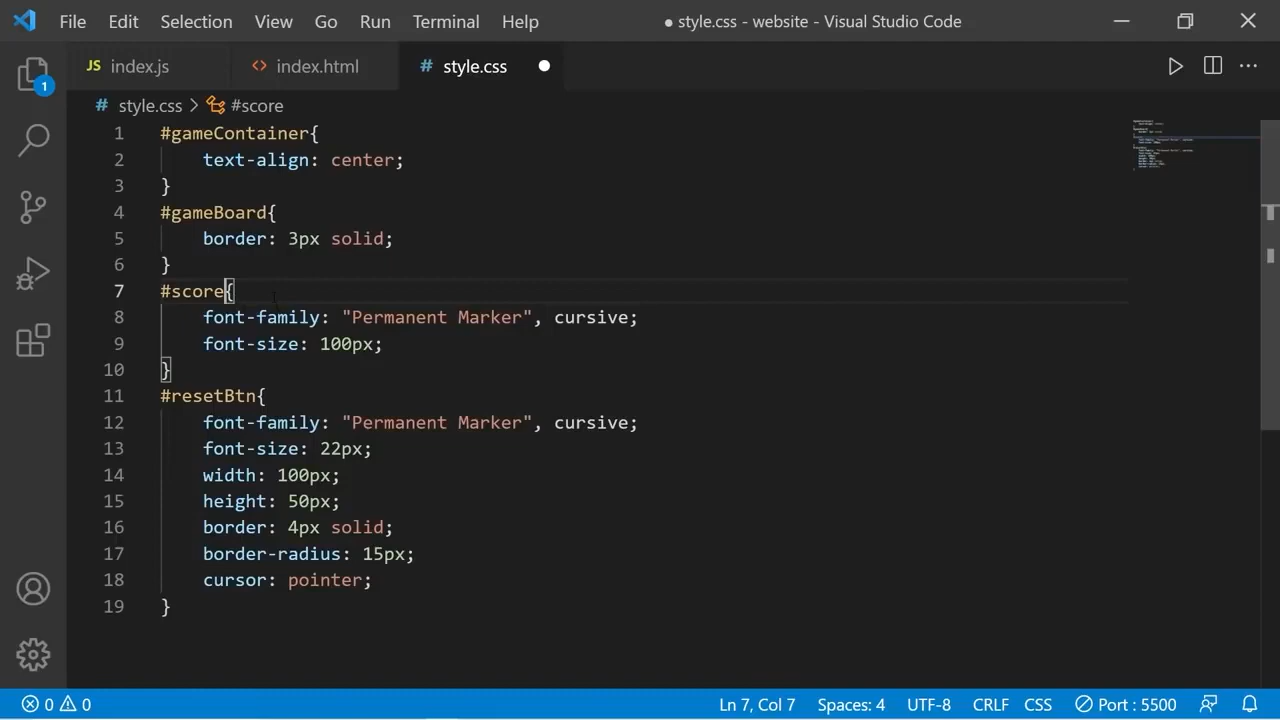 File Edit Selection View Go Run Terminal Help ● style.css - website - Visual Studio Code
JS index.js <> index.html # style.css
# style.css > #score
1 #gameContainer{
2     text-align: center;
3 }
4 #gameBoard{
5     border: 3px solid;
6 }
7 #score{
8     font-family: "Permanent Marker", cursive;
9     font-size: 100px;
10 }
11 #resetBtn{
12     font-family: "Permanent Marker", cursive;
13     font-size: 22px;
14     width: 100px;
15     height: 50px;
16     border: 4px solid;
17     border-radius: 15px;
18     cursor: pointer;
19 }
1
0 0 Ln 7, Col 7 Spaces: 4 UTF-8 CRLF CSS Port : 5500